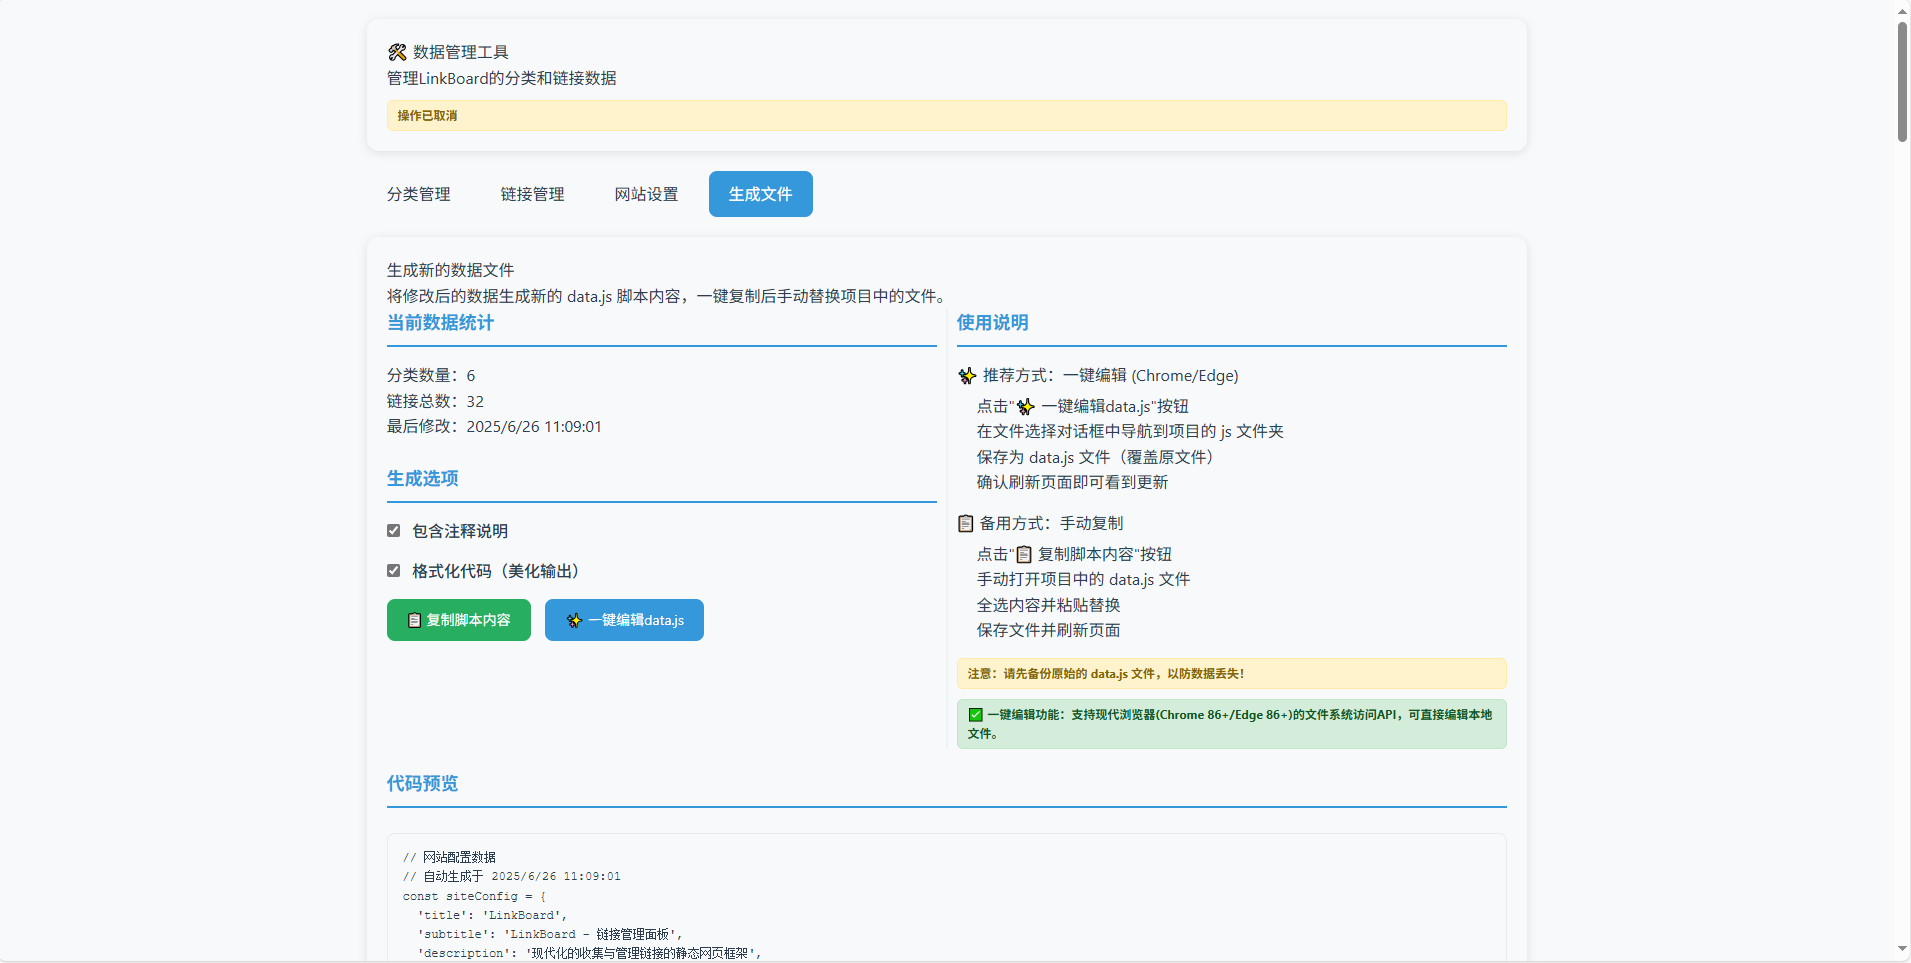 🛠 数据管理工具
管理LinkBoard的分类和链接数据
操作已取消
分类管理 链接管理 网站设置 生成文件
生成新的数据文件
将修改后的数据生成新的 data.js 脚本内容，一键复制后手动替换项目中的文件。
当前数据统计
分类数量：6
链接总数：32
最后修改：2025/6/26 11:09:01
生成选项
包含注释说明
格式化代码（美化输出）
📋 复制脚本内容 ✨ 一键编辑data.js
使用说明
✨ 推荐方式：一键编辑 (Chrome/Edge)
点击"✨ 一键编辑data.js"按钮
在文件选择对话框中导航到项目的 js 文件夹
保存为 data.js 文件（覆盖原文件）
确认刷新页面即可看到更新
📋 备用方式：手动复制
点击"📋 复制脚本内容"按钮
手动打开项目中的 data.js 文件
全选内容并粘贴替换
保存文件并刷新页面
注意：请先备份原始的 data.js 文件，以防数据丢失！
✅ 一键编辑功能：支持现代浏览器(Chrome 86+/Edge 86+)的文件系统访问API，可直接编辑本地
文件。
代码预览
// 网站配置数据
// 自动生成于 2025/6/26 11:09:01
const siteConfig = {
'title': 'LinkBoard',
'subtitle': 'LinkBoard - 链接管理面板',
'description': '现代化的收集与管理链接的静态网页框架',